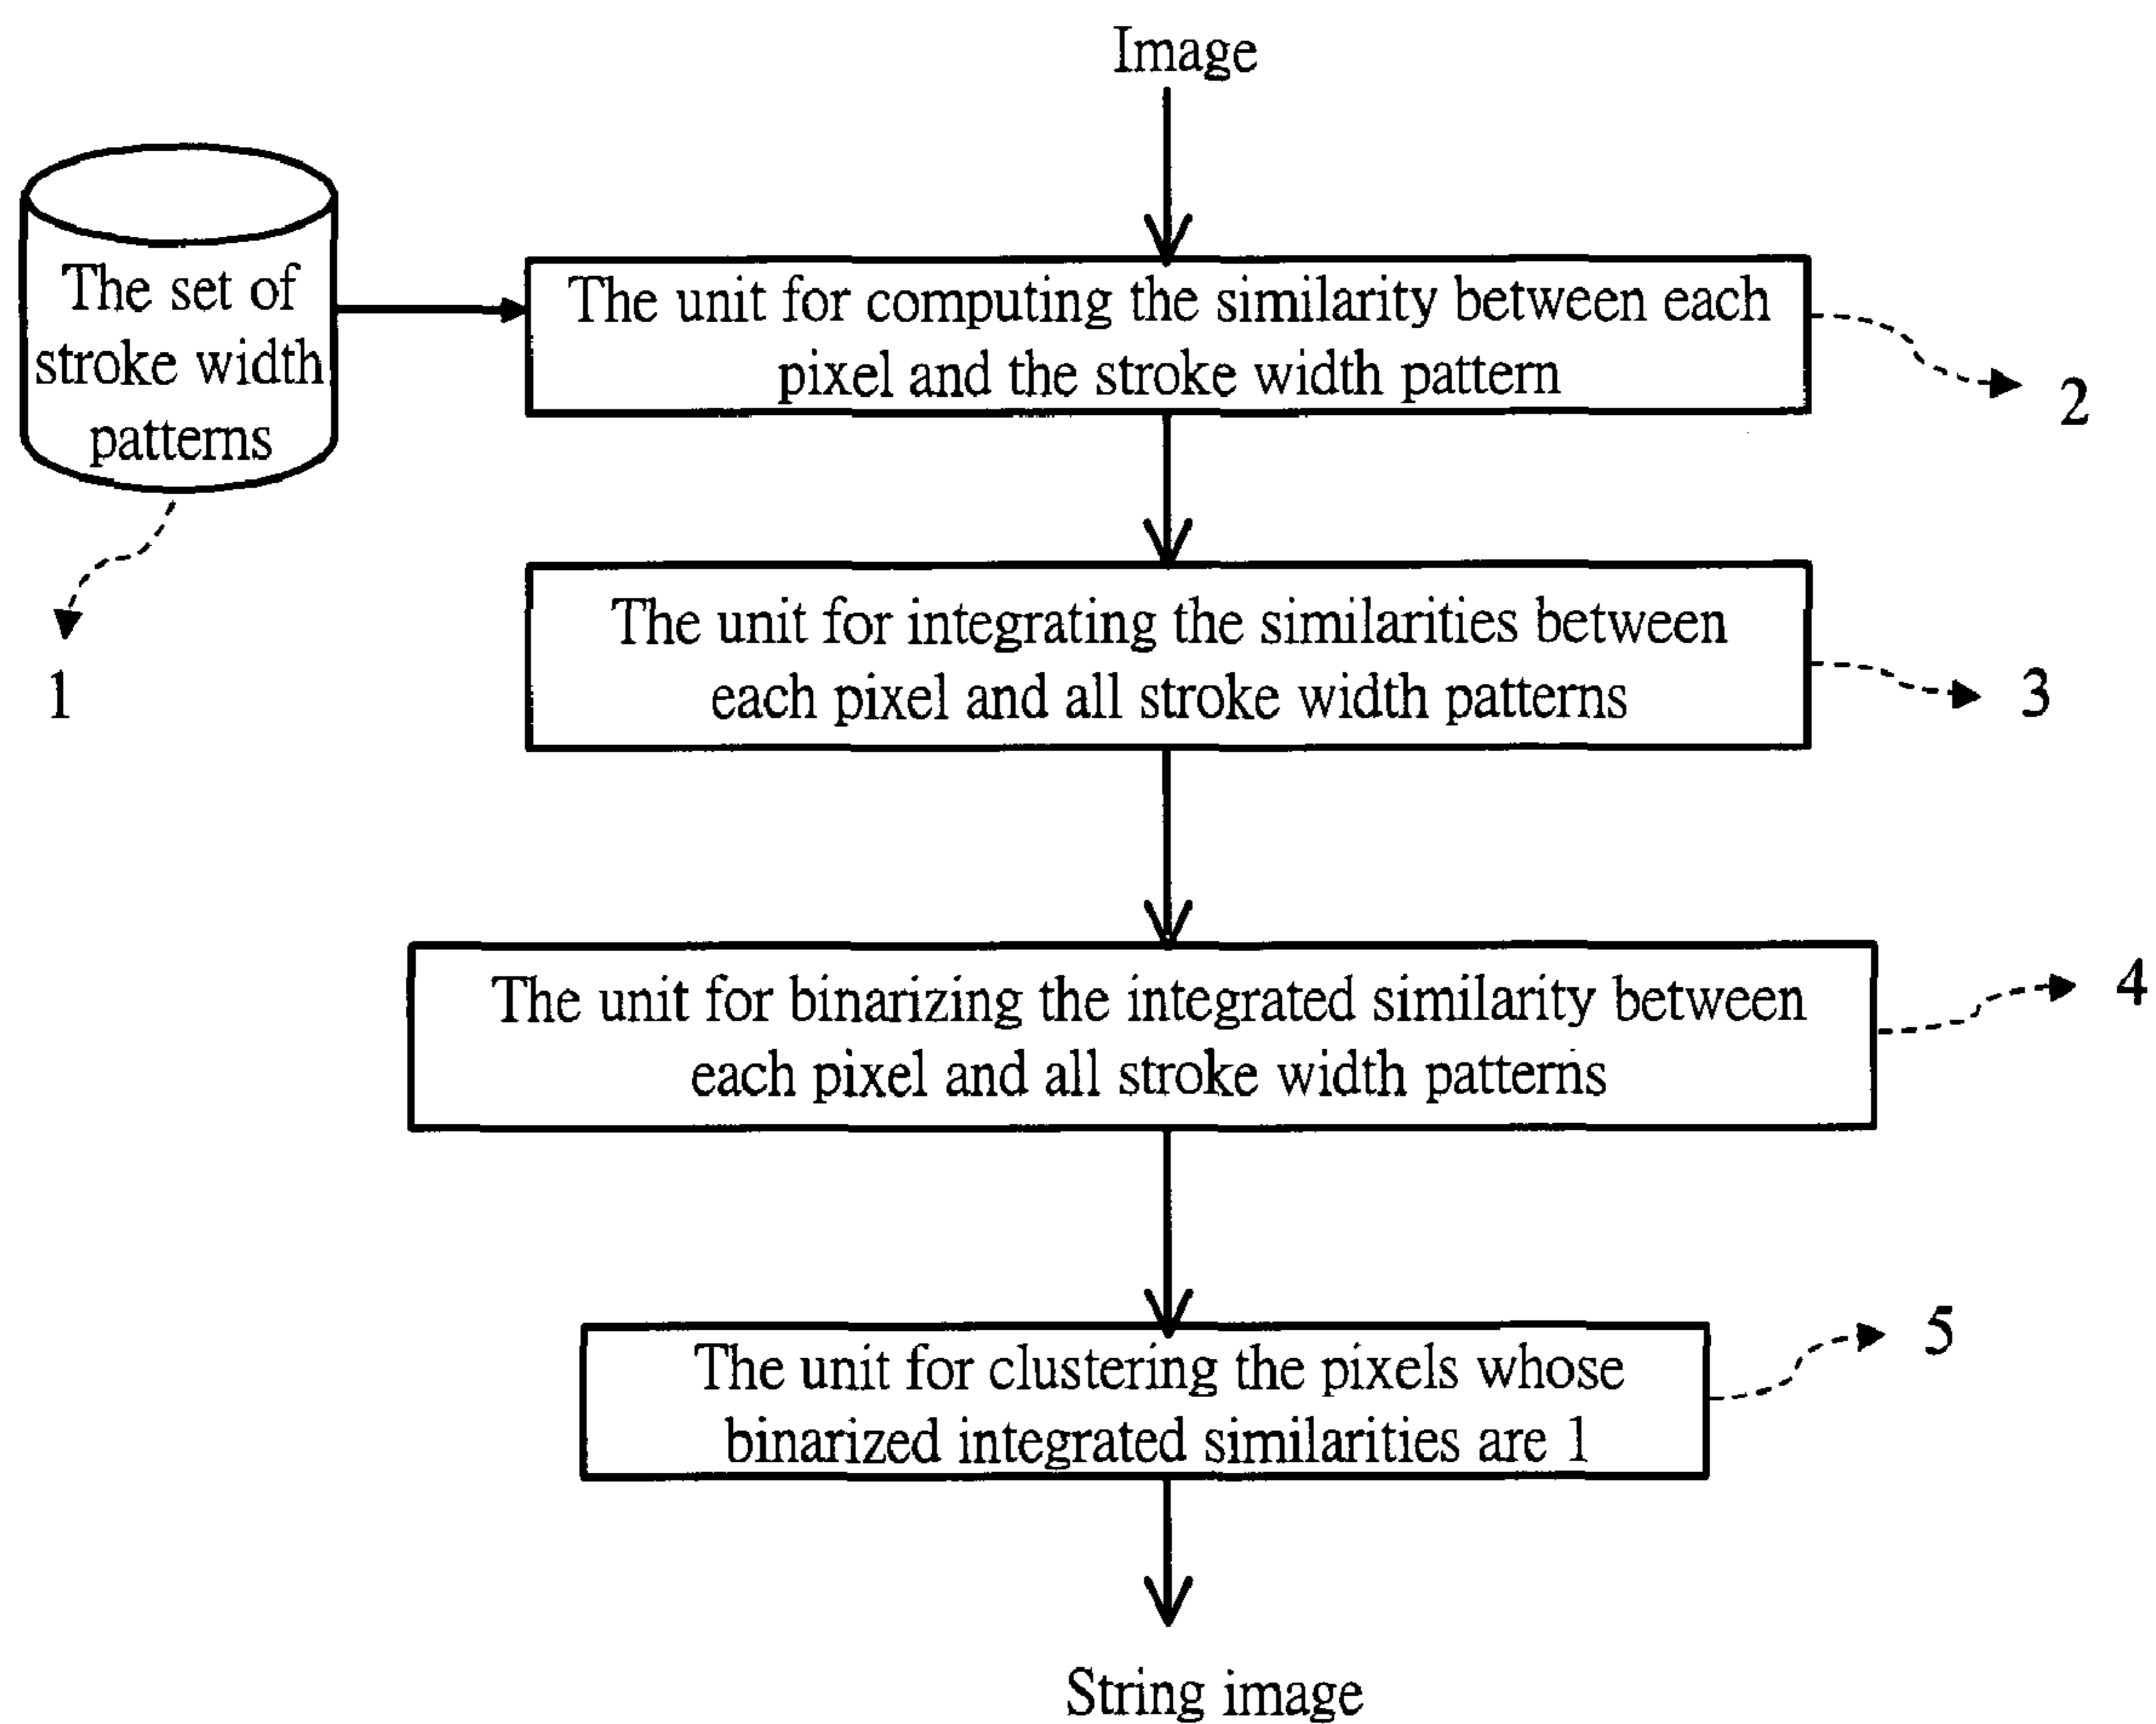 Image
The set of
stroke width
patterns
1
The unit for computing the similarity between each
pixel and the stroke width pattern
2
The unit for integrating the similarities between
each pixel and all stroke width patterns
3
The unit for binarizing the integrated similarity between
each pixel and all stroke width patterns
4
The unit for clustering the pixels whose
binarized integrated similarities are 1
5
String image